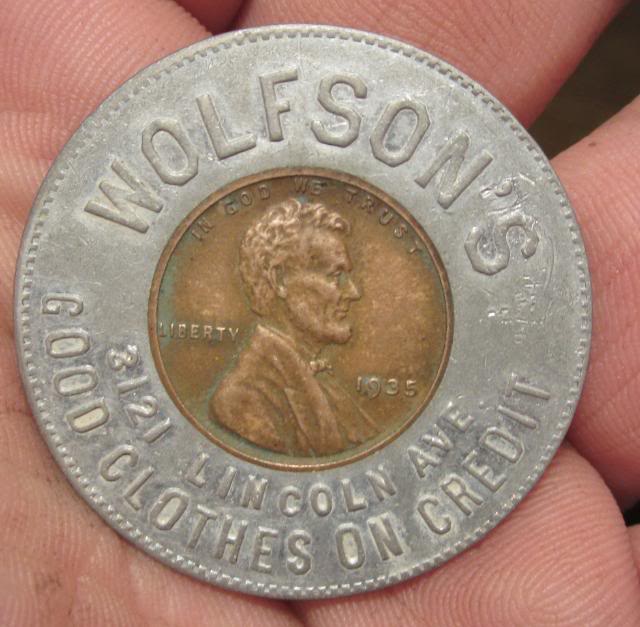 WOLFSON'S
IN GOD WE TRUST
LIBERTY
1935
3121 LINCOLN AVE
GOOD CLOTHES ON CREDIT